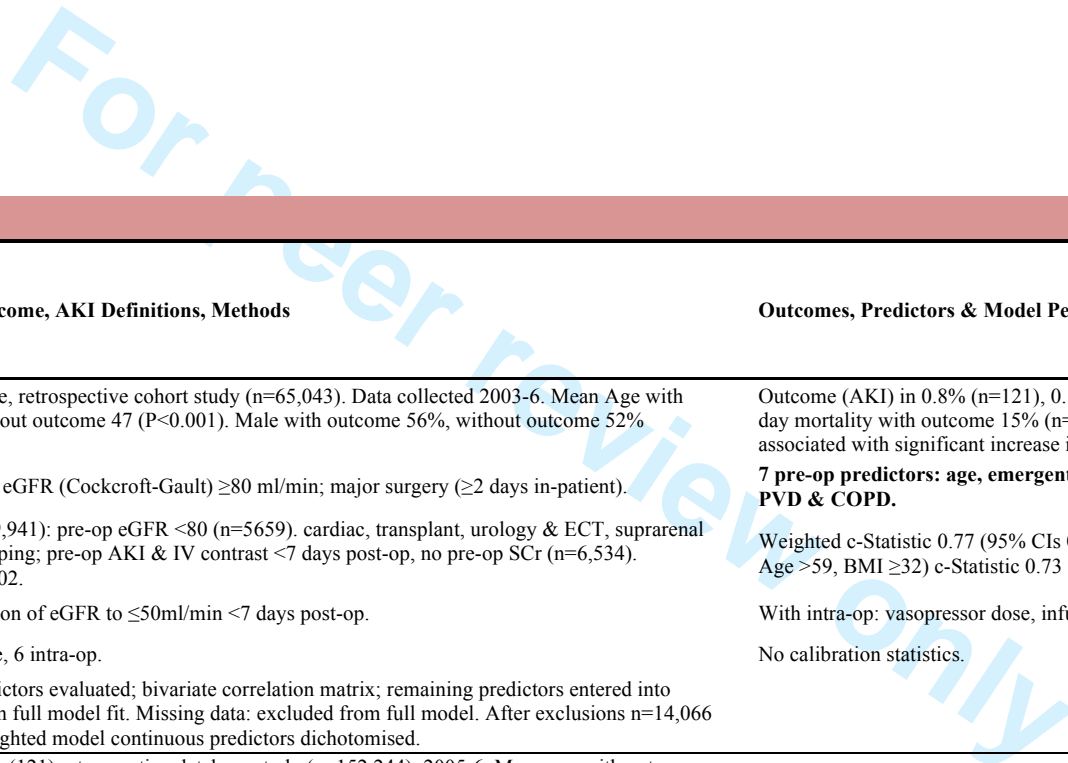 For peer review only
come, AKI Definitions, Methods
Outcomes, Predictors & Model Pe
e, retrospective cohort study (n=65,043). Data collected 2003-6. Mean Age with
out outcome 47 (P<0.001). Male with outcome 56%, without outcome 52%
eGFR (Cockcroft-Gault) ≥80 ml/min; major surgery (≥2 days in-patient).
9,941): pre-op eGFR <80 (n=5659). cardiac, transplant, urology & ECT, suprarenal
ping; pre-op AKI & IV contrast <7 days post-op, no pre-op SCr (n=6,534).
02.
on of eGFR to ≤50ml/min <7 days post-op.
e, 6 intra-op.
ictors evaluated; bivariate correlation matrix; remaining predictors entered into
n full model fit. Missing data: excluded from full model. After exclusions n=14,066
ghted model continuous predictors dichotomised.
Outcome (AKI) in 0.8% (n=121), 0.
day mortality with outcome 15% (n=
associated with significant increase i
7 pre-op predictors: age, emergent
PVD & COPD.
Weighted c-Statistic 0.77 (95% CIs
Age >59, BMI ≥32) c-Statistic 0.73
With intra-op: vasopressor dose, infu
No calibration statistics.